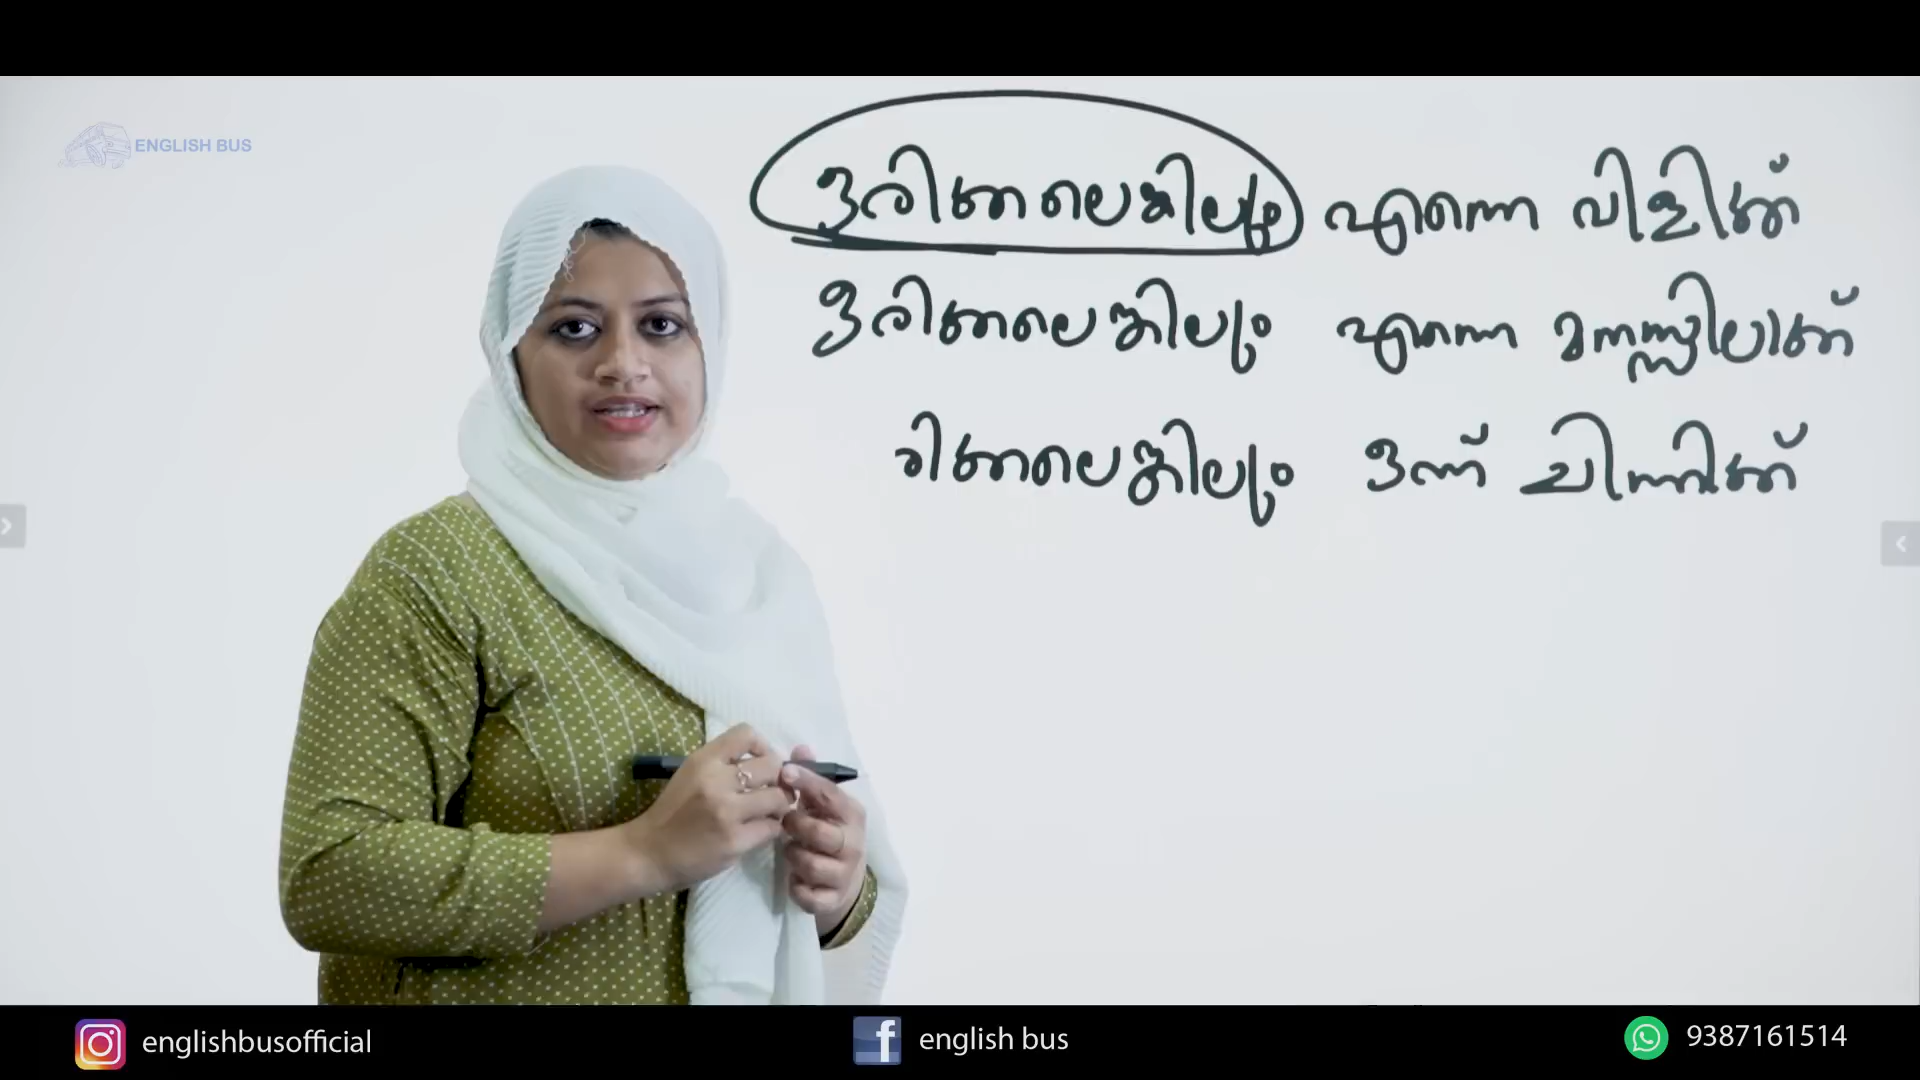 ENGLISH BUS
ഒരിക്കലെങ്കിലും എന്നെ വിളിക്ക്
ഒരിക്കലെങ്കിലും എന്നെ മനസ്സിലാക്ക്
രിക്കലെങ്കിലും ഒന്ന് ചിന്തിക്ക്
englishbusofficial
english bus
9387161514